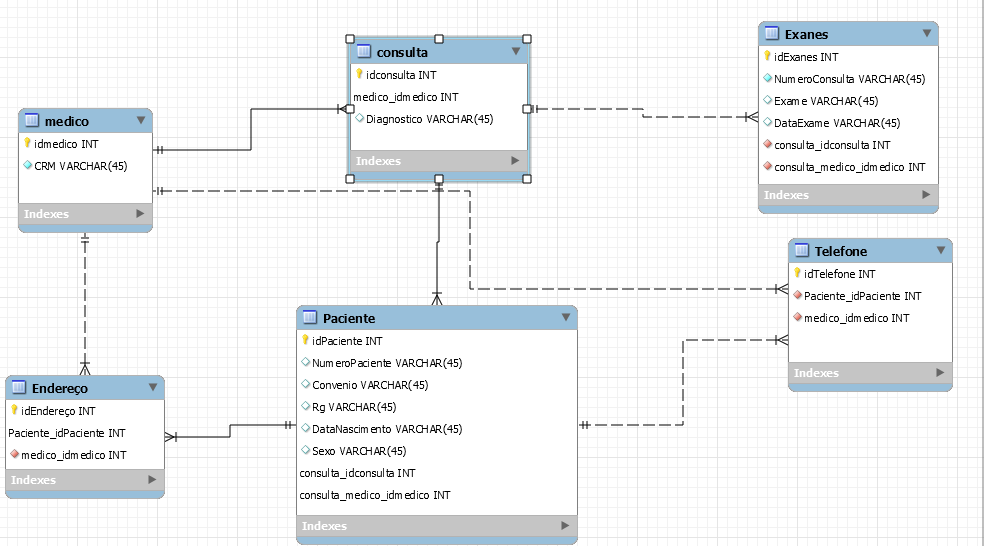 consulta
idconsulta INT
medico_idmedico INT
Diagnostico VARCHAR(45)
Indexes
Exanes
idExanes INT
NumeroConsulta VARCHAR(45)
Exame VARCHAR(45)
DataExame VARCHAR(45)
consulta_idconsulta INT
consulta_medico_idmedico INT
Indexes
medico
idmedico INT
CRM VARCHAR(45)
Indexes
Telefone
idTelefone INT
Paciente_idPaciente INT
medico_idmedico INT
Indexes
Paciente
idPaciente INT
NumeroPaciente VARCHAR(45)
Convenio VARCHAR(45)
Rg VARCHAR(45)
DataNascimento VARCHAR(45)
Sexo VARCHAR(45)
consulta_idconsulta INT
consulta_medico_idmedico INT
Indexes
Endereço
idEndereço INT
Paciente_idPaciente INT
medico_idmedico INT
Indexes